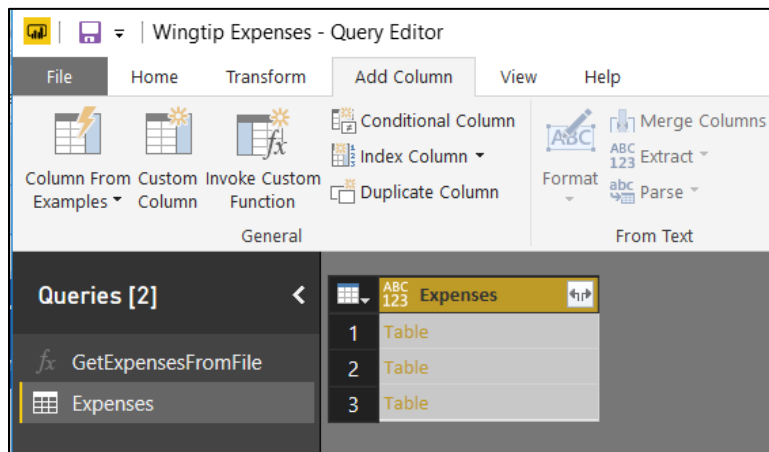 Wingtip Expenses - Query Editor
File Home Transform Add Column View Help
Column From Examples
Custom Column
Invoke Custom Function
Conditional Column
Index Column
Duplicate Column
General
ABC
Format
Merge Columns
ABC 123 Extract
abc Parse
From Text
Queries [2]
fx GetExpensesFromFile
Expenses
ABC 123 Expenses
1 Table
2 Table
3 Table